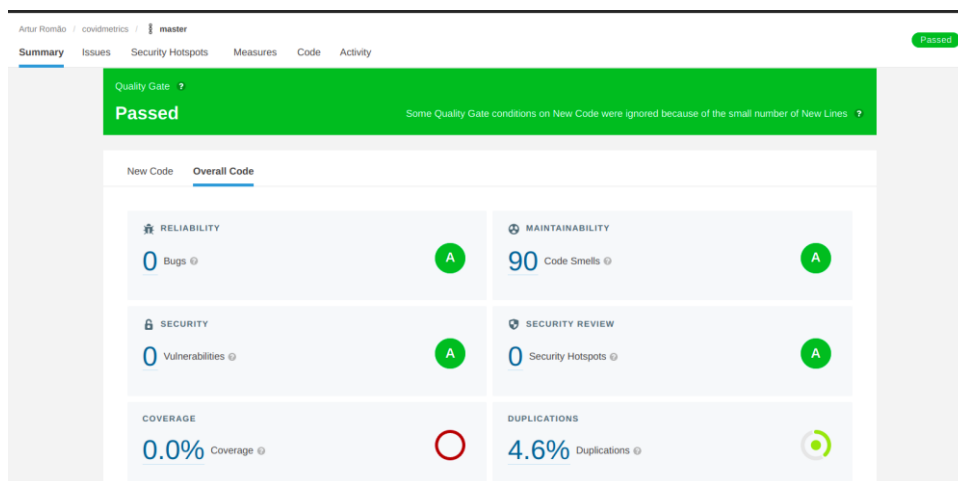 Artur Romão / covidmetrics / master
Passed
Summary Issues Security Hotspots Measures Code Activity
Quality Gate ?
Passed
Some Quality Gate conditions on New Code were ignored because of the small number of New Lines ?
New Code Overall Code
RELIABILITY
0 Bugs ?
A
MAINTAINABILITY
90 Code Smells ?
A
SECURITY
0 Vulnerabilities ?
A
SECURITY REVIEW
0 Security Hotspots ?
A
COVERAGE
0.0% Coverage ?
DUPLICATIONS
4.6% Duplications ?